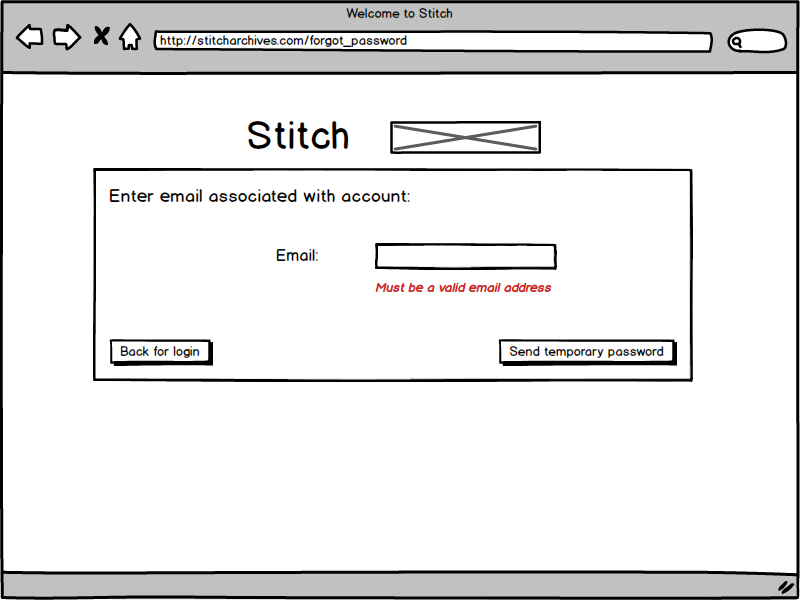 Welcome to Stitch
http://stitcharchives.com/forgot_password
Stitch
Enter email associated with account:
Email:
Must be a valid email address
Back for login
Send temporary password